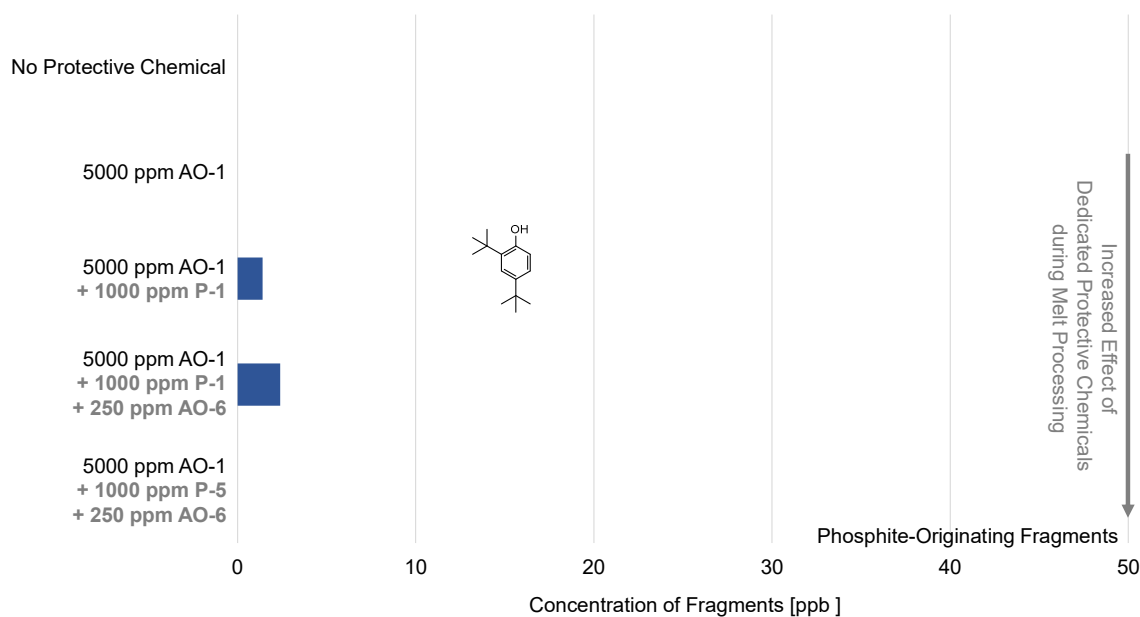 No Protective Chemical
5000 ppm AO-1
5000 ppm AO-1
+ 1000 ppm P-1
5000 ppm AO-1
+ 1000 ppm P-1
+ 250 ppm AO-6
5000 ppm AO-1
+ 1000 ppm P-5
+ 250 ppm AO-6
OH
Increased Effect of
Dedicated Protective Chemicals
during Melt Processing
Phosphite-Originating Fragments
0 10 20 30 40 50
Concentration of Fragments [ppb ]